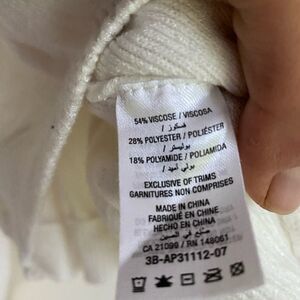 54% VISCOSE / VISCOSA
/ فسكوز
28% POLYESTER / POLIÉSTER
/ بوليستر
18% POLYAMIDE / POLIAMIDA
/ بولي أميد
EXCLUSIVE OF TRIMS
GARNITURES NON COMPRISES
MADE IN CHINA
FABRIQUÉ EN CHINE
HECHO EN CHINA
صنع في الصين
CA 21099 / RN 148061
3B-AP31112-07